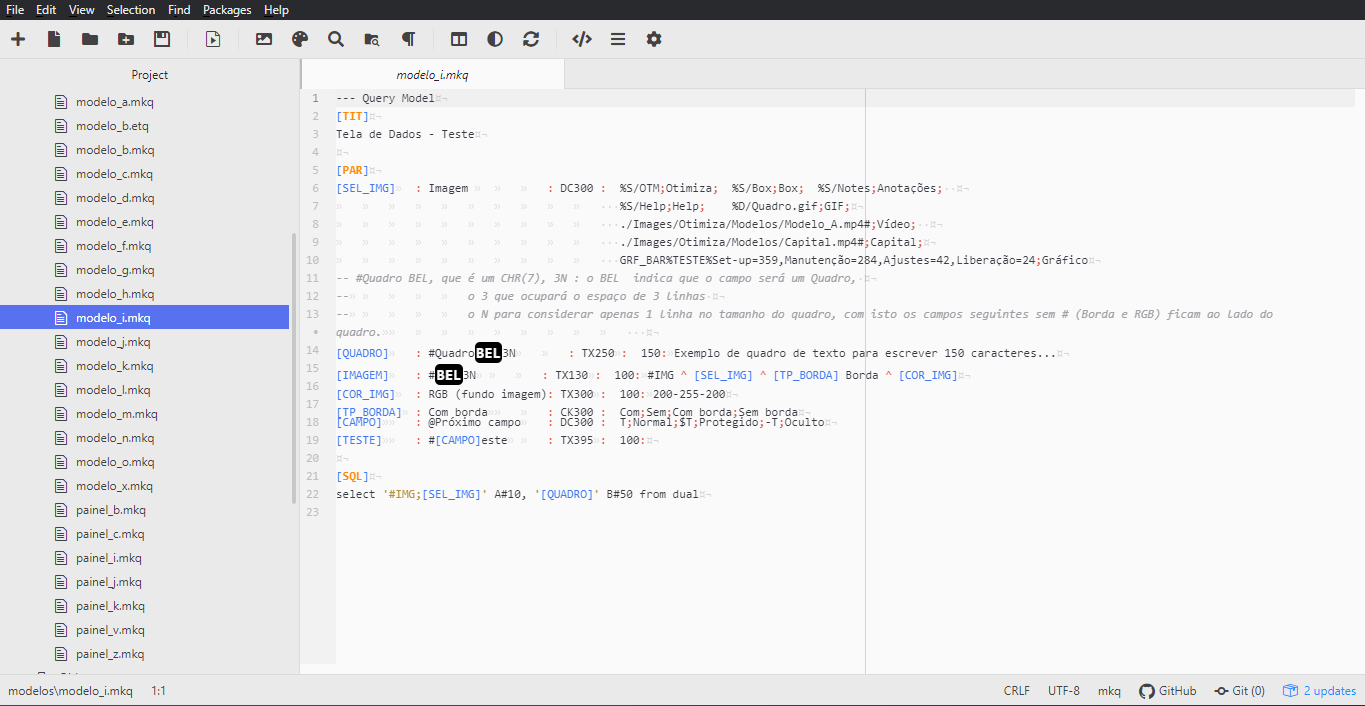 File Edit View Selection Find Packages Help
Project
modelo_a.mkq
modelo_b.etq
modelo_b.mkq
modelo_c.mkq
modelo_d.mkq
modelo_e.mkq
modelo_f.mkq
modelo_g.mkq
modelo_h.mkq
modelo_i.mkq
modelo_j.mkq
modelo_k.mkq
modelo_l.mkq
modelo_m.mkq
modelo_n.mkq
modelo_o.mkq
modelo_x.mkq
painel_b.mkq
painel_c.mkq
painel_i.mkq
painel_j.mkq
painel_k.mkq
painel_v.mkq
painel_z.mkq
modelo_i.mkq
1 --- Query Model
2 [TIT]
3 Tela de Dados - Teste
4
5 [PAR]
6 [SEL_IMG] : Imagem : DC300 : %S/OTM;Otimiza; %S/Box;Box; %S/Notes;Anotações;
7 %S/Help;Help; %D/Quadro.gif;GIF;
8 ./Images/Otimiza/Modelos/Modelo_A.mp4#;Vídeo;
9 ./Images/Otimiza/Modelos/Capital.mp4#;Capital;
10 GRF_BAR%TESTE%Set-up=359,Manutenção=284,Ajustes=42,Liberação=24;Gráfico
11 -- #Quadro BEL, que é um CHR(7), 3N : o BEL indica que o campo será um Quadro,
12 -- o 3 que ocupará o espaço de 3 linhas
13 -- o N para considerar apenas 1 linha no tamanho do quadro, com isto os campos seguintes sem # (Borda e RGB) ficam ao lado do
• quadro.
14 [QUADRO] : #QuadroBEL3N : TX250 : 150: Exemplo de quadro de texto para escrever 150 caracteres...
15 [IMAGEM] : #BEL3N : TX130 : 100: #IMG ^ [SEL_IMG] ^ [TP_BORDA] Borda ^ [COR_IMG]
16 [COR_IMG] : RGB (fundo imagem): TX300 : 100: 200-255-200
17 [TP_BORDA] : Com borda : CK300 : Com;Sem;Com borda;Sem borda
18 [CAMPO] : @Próximo campo : DC300 : T;Normal;$T;Protegido;-T;Oculto
19 [TESTE] : #[CAMPO]este : TX395 : 100:
20
21 [SQL]
22 select '#IMG;[SEL_IMG]' A#10, '[QUADRO]' B#50 from dual
23
modelos\modelo_i.mkq 1:1 CRLF UTF-8 mkq GitHub Git (0) 2 updates